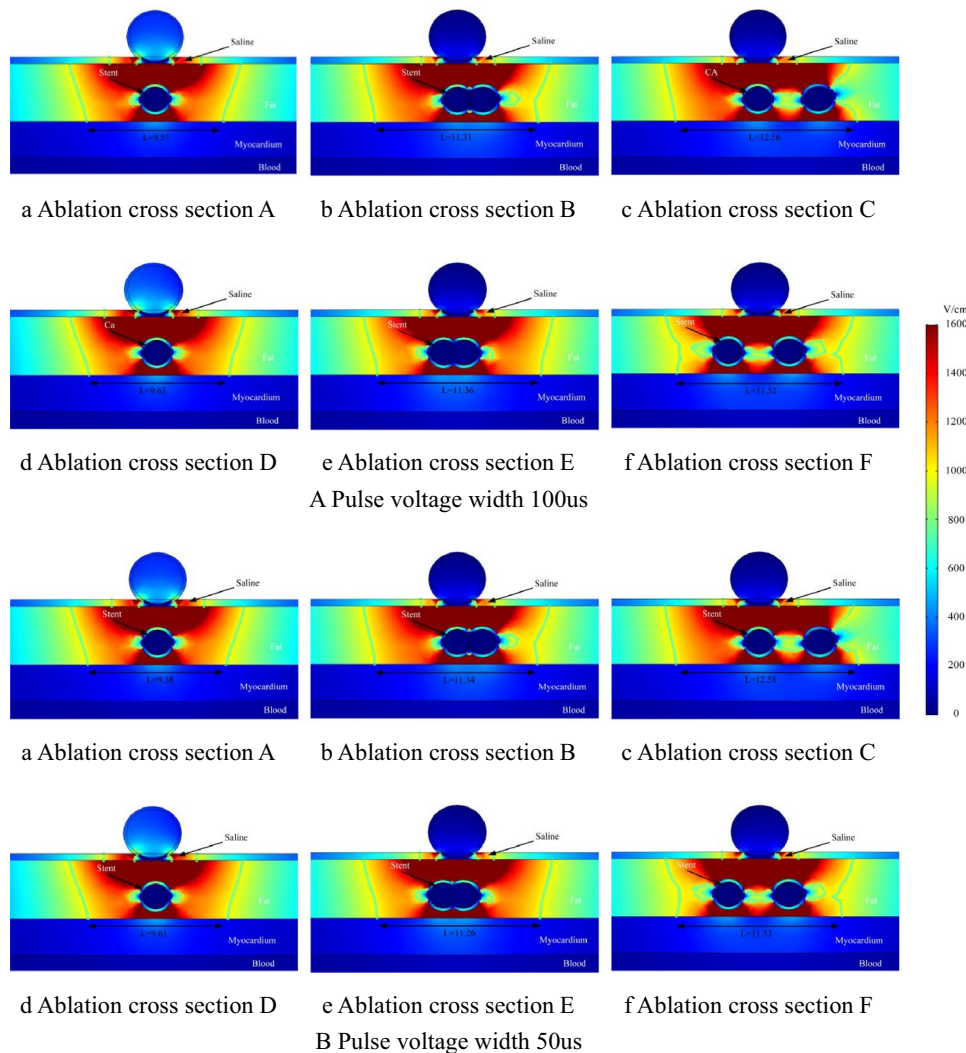 Saline Saline Saline
Stent Stent CA
Fat Fat Fat
L=9.57 L=11.31 L=12.56
Myocardium Myocardium Myocardium
Blood Blood Blood
a Ablation cross section A b Ablation cross section B c Ablation cross section C
Saline Saline Saline
V/cm
Ca Stent Stent
1600
Fat Fat Fat
L=9.63 L=11.36 L=11.52
1400
Myocardium Myocardium Myocardium
Blood Blood Blood
1200
d Ablation cross section D e Ablation cross section E f Ablation cross section F
1000
A Pulse voltage width 100us
800
600
Saline Saline Saline
400
Stent Stent Stent
Fat Fat Fat
200
L=9.38 L=11.34 L=12.58
Myocardium Myocardium Myocardium
Blood Blood Blood
0
a Ablation cross section A b Ablation cross section B c Ablation cross section C
Saline Saline Saline
Stent Stent Stent
Fat Fat Fat
L=9.61 L=11.26 L=11.53
Myocardium Myocardium Myocardium
Blood Blood Blood
d Ablation cross section D e Ablation cross section E f Ablation cross section F
B Pulse voltage width 50us